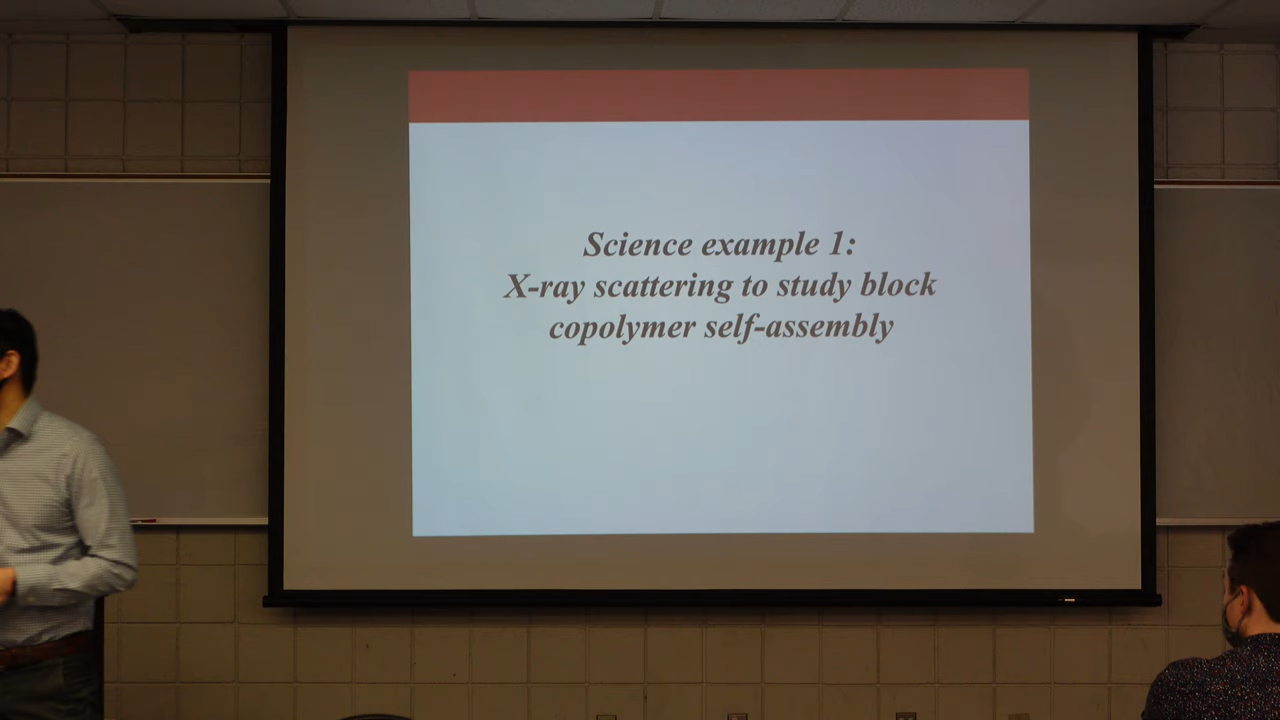 Science example 1:
X-ray scattering to study block
copolymer self-assembly